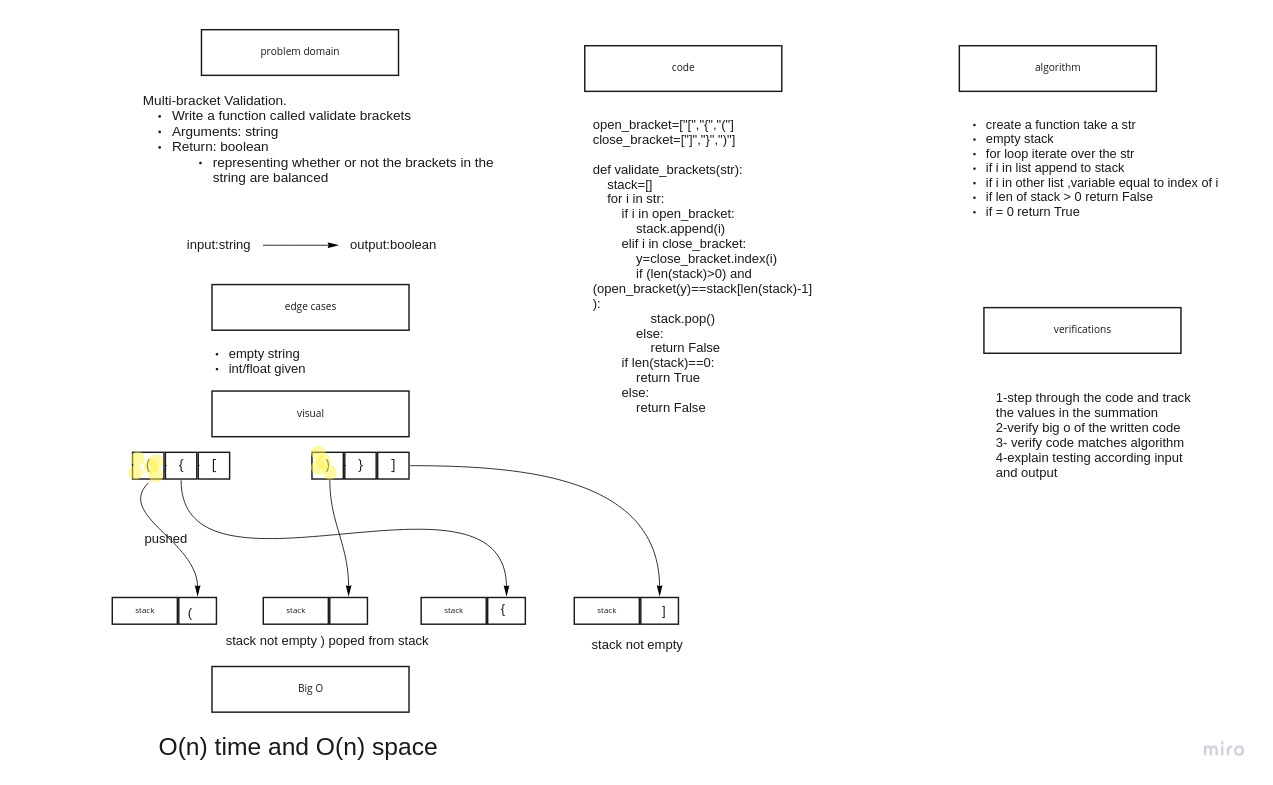 problem domain
Multi-bracket Validation.
• Write a function called validate brackets
• Arguments: string
• Return: boolean
• representing whether or not the brackets in the
string are balanced
input:string
output:boolean
edge cases
• empty string
• int/float given
visual
( { [
) } ]
pushed
stack (
stack
stack {
stack ]
stack not empty ) poped from stack
stack not empty
Big O
O(n) time and O(n) space
code
open_bracket=["[","{","("]
close_bracket=["]","}",")"]
def validate_brackets(str):
stack=[]
for i in str:
if i in open_bracket:
stack.append(i)
elif i in close_bracket:
y=close_bracket.index(i)
if (len(stack)>0) and
(open_bracket(y)==stack[len(stack)-1]
):
stack.pop()
else:
return False
if len(stack)==0:
return True
else:
return False
algorithm
• create a function take a str
• empty stack
• for loop iterate over the str
• if i in list append to stack
• if i in other list ,variable equal to index of i
• if len of stack > 0 return False
• if = 0 return True
verifications
1-step through the code and track
the values in the summation
2-verify big o of the written code
3- verify code matches algorithm
4-explain testing according input
and output
miro